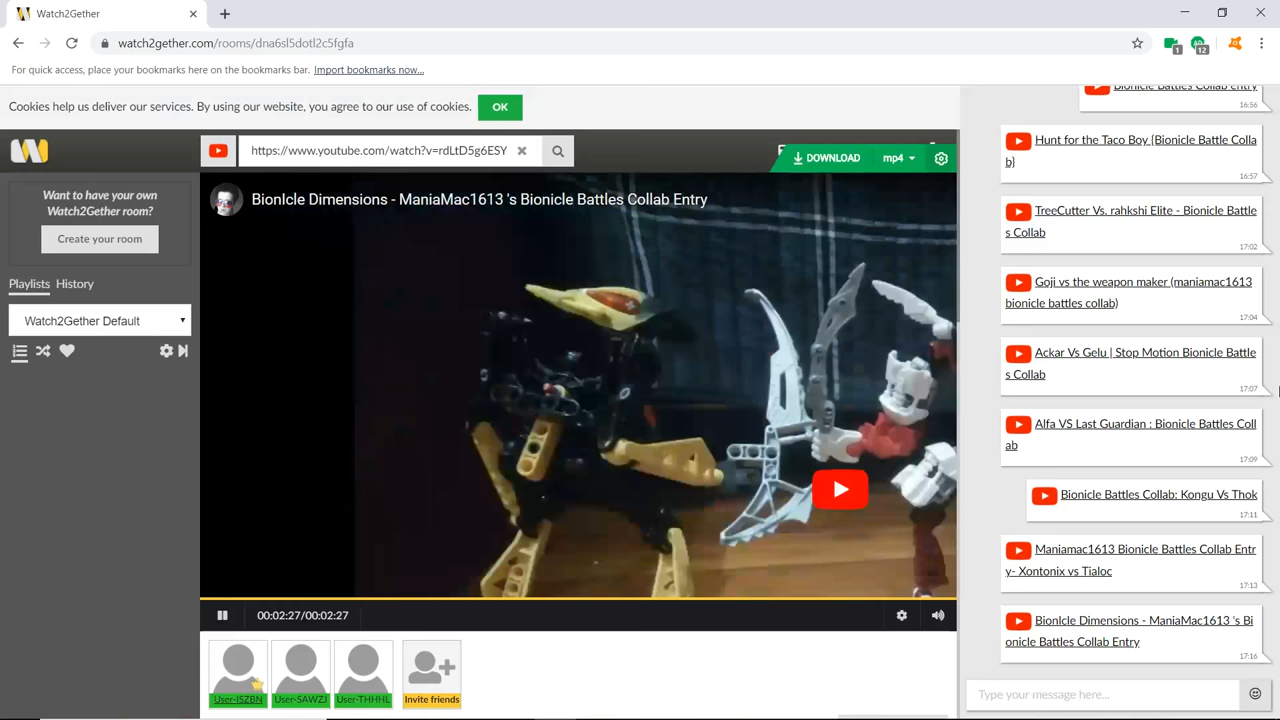 Watch2Gether
watch2gether.com/rooms/dna6sl5dotl2c5fgfa
1
12
For quick access, place your bookmarks here on the bookmarks bar. Import bookmarks now...
Cookies help us deliver our services. By using our website, you agree to our use of cookies. OK
https://www.youtube.com/watch?v=rdLtD5g6ESY
DOWNLOAD mp4
Want to have your own
Watch2Gether room?
Create your room
Playlists History
Watch2Gether Default
BionIcle Dimensions - ManiaMac1613 's Bionicle Battles Collab Entry
00:02:27/00:02:27
User-ISZBN User-SAWZJ User-THHHL Invite friends
Bionicle Battles Collab entry
16:56
Hunt for the Taco Boy {Bionicle Battle Colla
b}
16:57
TreeCutter Vs. rahkshi Elite - Bionicle Battle
s Collab
17:02
Goji vs the weapon maker (maniamac1613
bionicle battles collab)
17:04
Ackar Vs Gelu | Stop Motion Bionicle Battle
s Collab
17:07
Alfa VS Last Guardian : Bionicle Battles Coll
ab
17:09
Bionicle Battles Collab: Kongu Vs Thok
17:11
Maniamac1613 Bionicle Battles Collab Entr
y- Xontonix vs Tialoc
17:13
BionIcle Dimensions - ManiaMac1613 's Bi
onicle Battles Collab Entry
17:16
Type your message here...